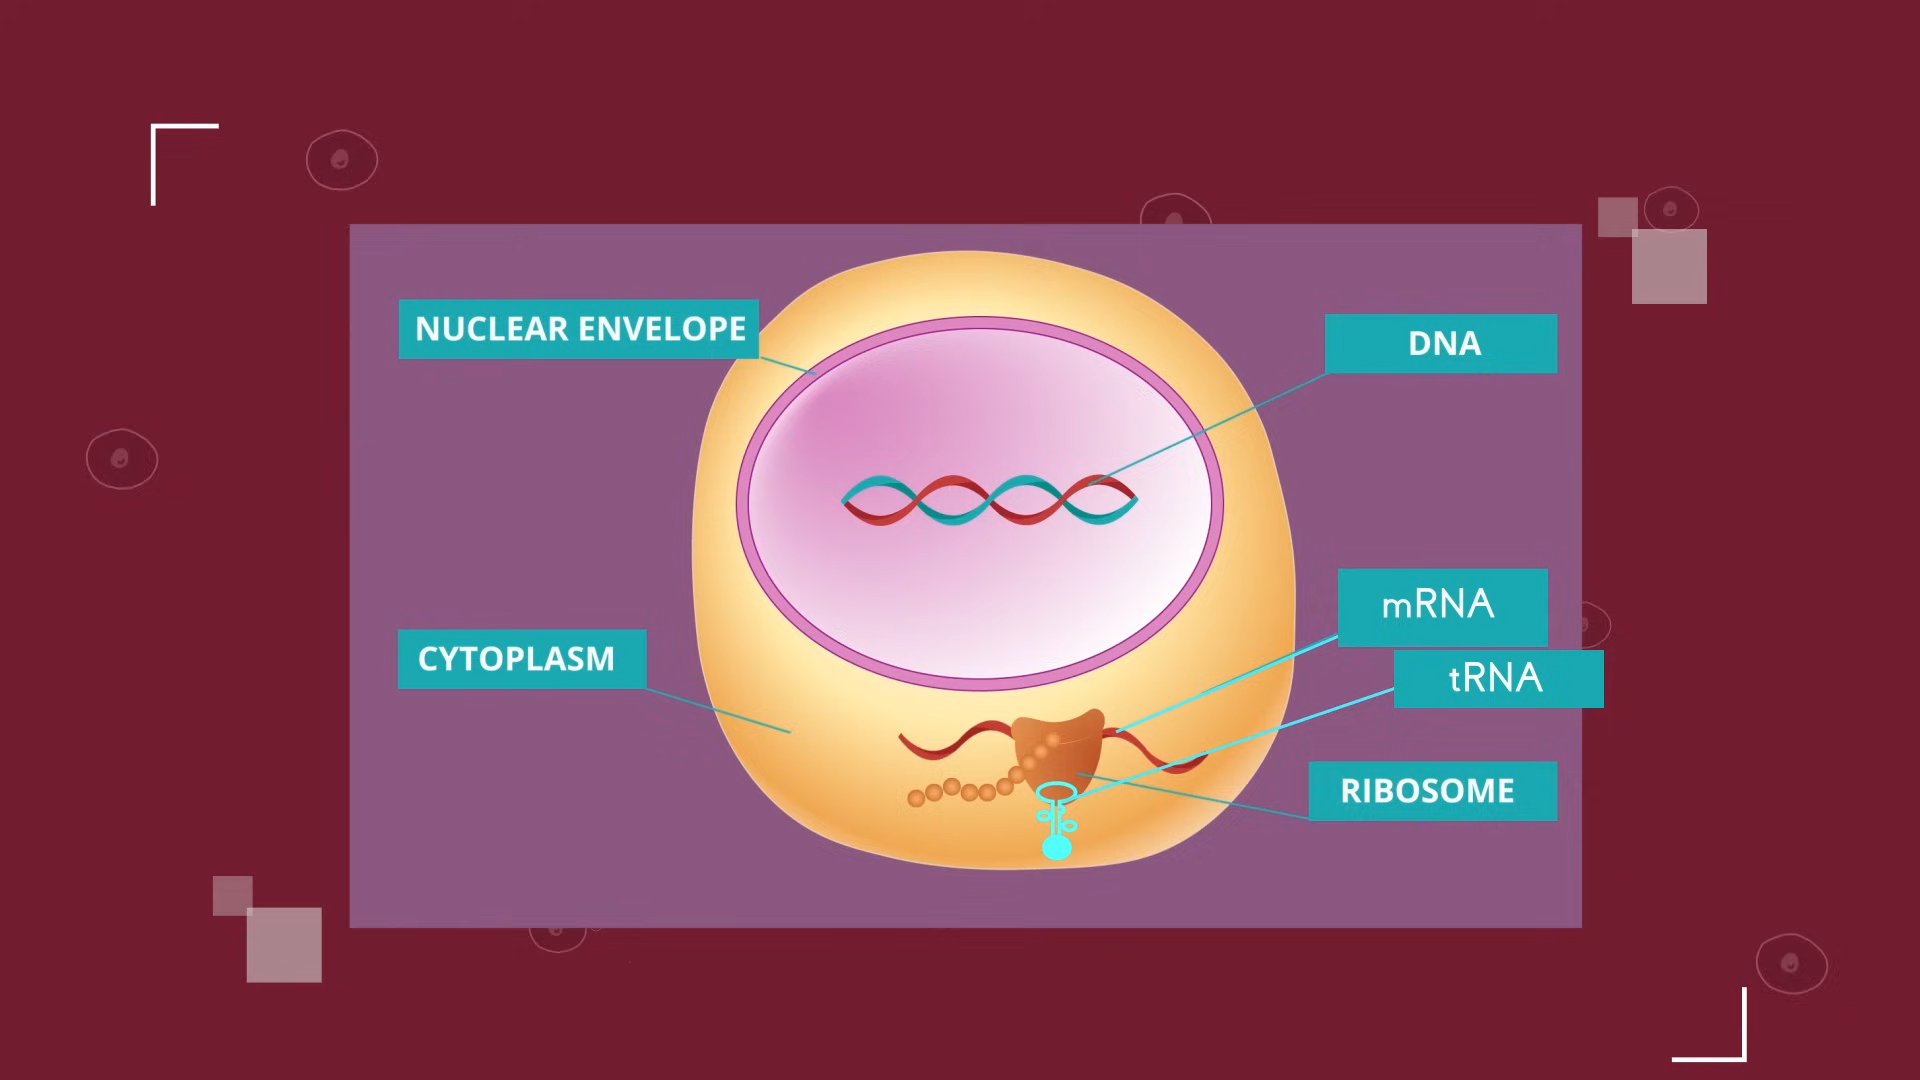 NUCLEAR ENVELOPE
DNA
mRNA
CYTOPLASM
tRNA
RIBOSOME